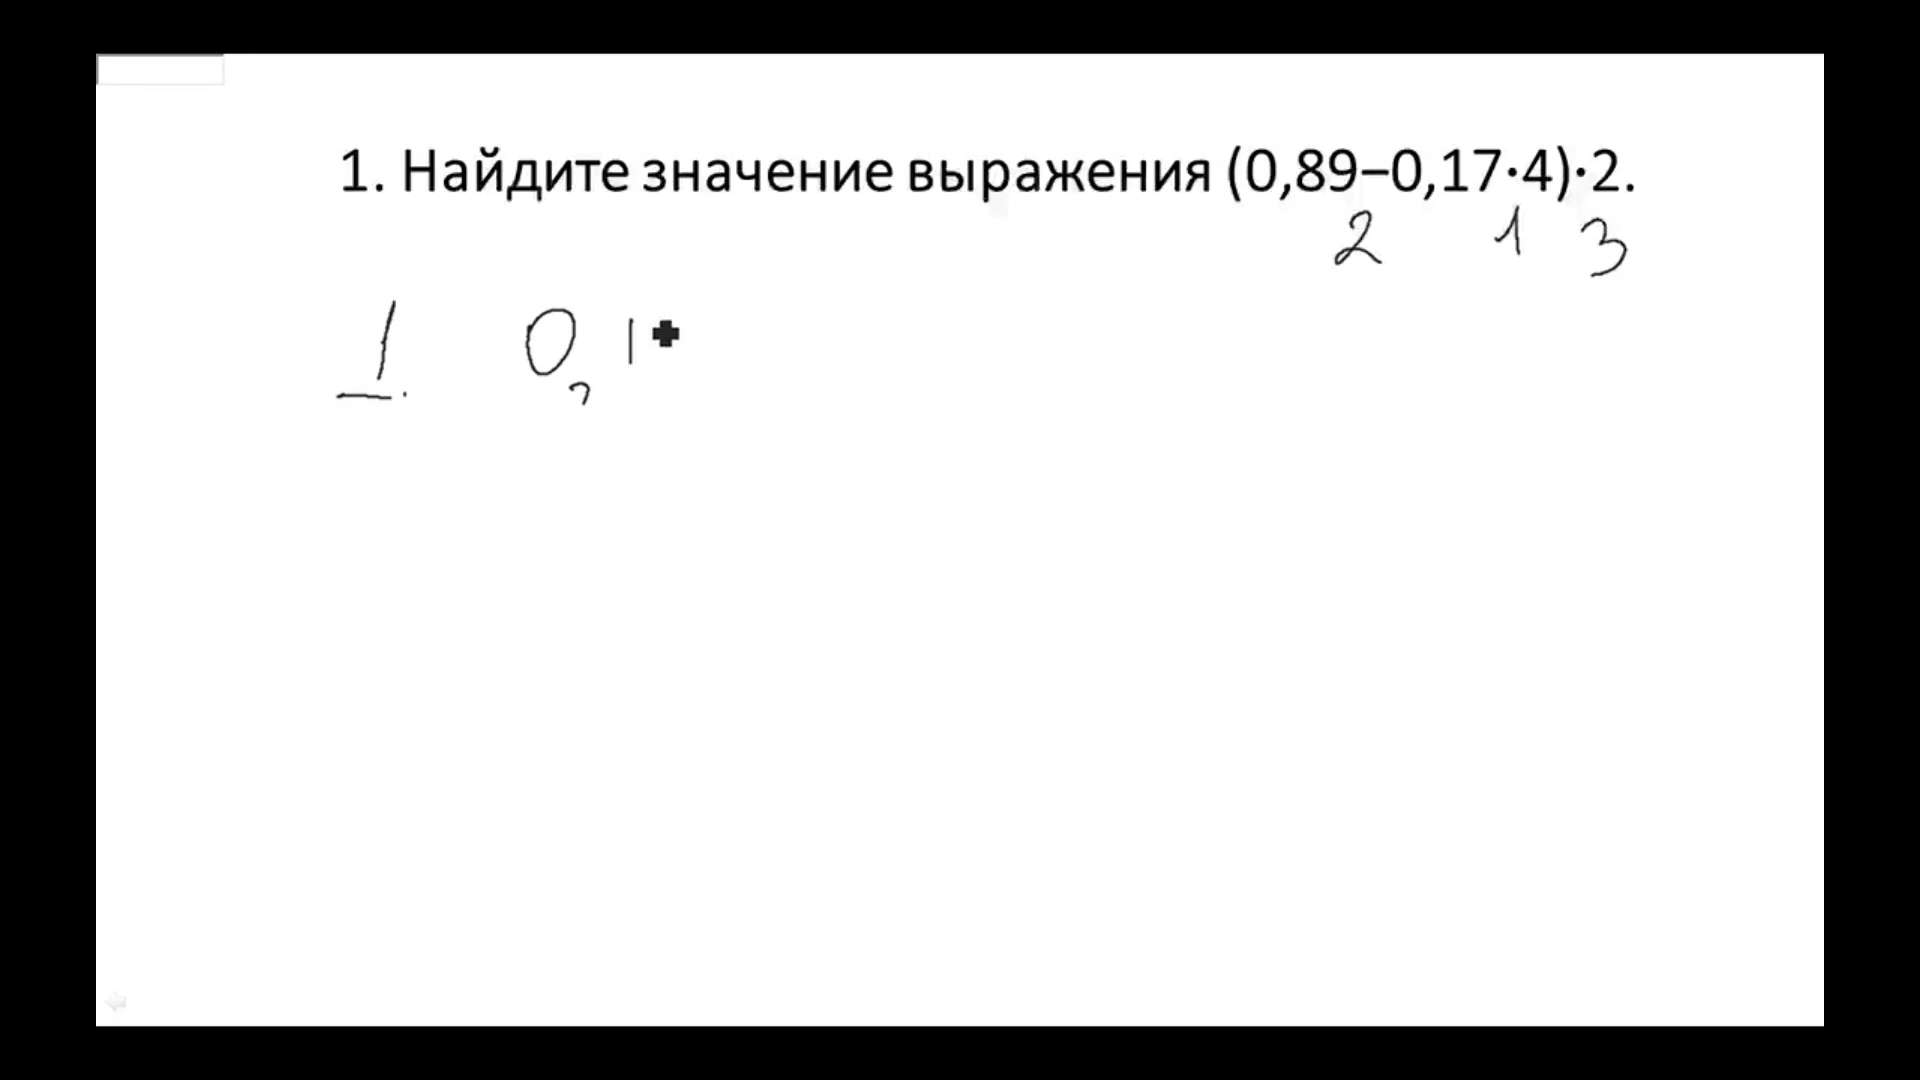 1. Найдите значение выражения (0,89−0,17·4)·2.
2 1 3
1 0,1